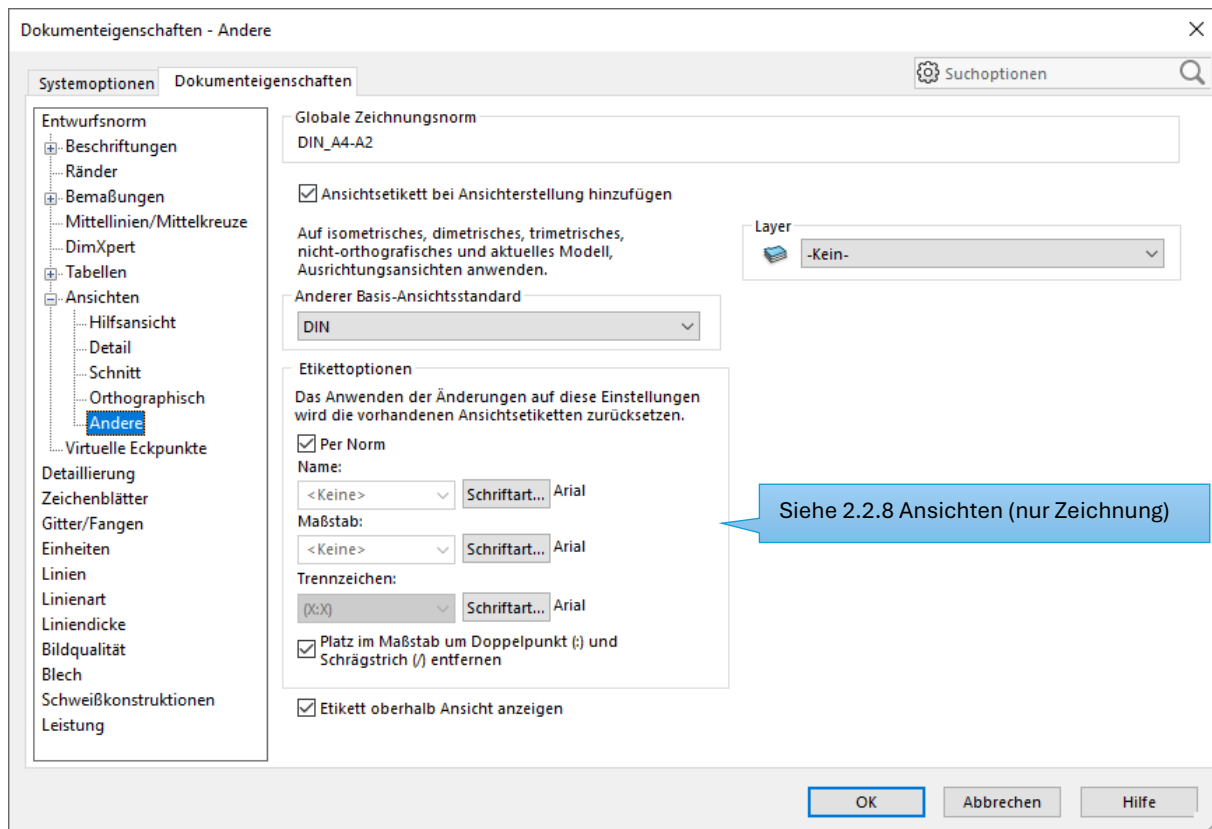 Dokumenteigenschaften - Andere
Systemoptionen
Dokumenteigenschaften
Suchoptionen
Entwurfsnorm
Beschriftungen
Ränder
Bemaßungen
Mittellinien/Mittelkreuze
DimXpert
Tabellen
Ansichten
Hilfsansicht
Detail
Schnitt
Orthographisch
Andere
Virtuelle Eckpunkte
Detaillierung
Zeichenblätter
Gitter/Fangen
Einheiten
Linien
Linienart
Liniendicke
Bildqualität
Blech
Schweißkonstruktionen
Leistung
Globale Zeichnungsnorm
DIN_A4-A2
Ansichtsetikett bei Ansichterstellung hinzufügen
Auf isometrisches, dimetrisches, trimetrisches,
nicht-orthografisches und aktuelles Modell,
Ausrichtungsansichten anwenden.
Layer
-Kein-
Anderer Basis-Ansichtsstandard
DIN
Etikettoptionen
Das Anwenden der Änderungen auf diese Einstellungen
wird die vorhandenen Ansichtsetiketten zurücksetzen.
Per Norm
Name:
<Keine> Schriftart... Arial
Maßstab:
<Keine> Schriftart... Arial
Trennzeichen:
(X:X) Schriftart... Arial
Platz im Maßstab um Doppelpunkt (:) und
Schrägstrich (/) entfernen
Etikett oberhalb Ansicht anzeigen
Siehe 2.2.8 Ansichten (nur Zeichnung)
OK
Abbrechen
Hilfe